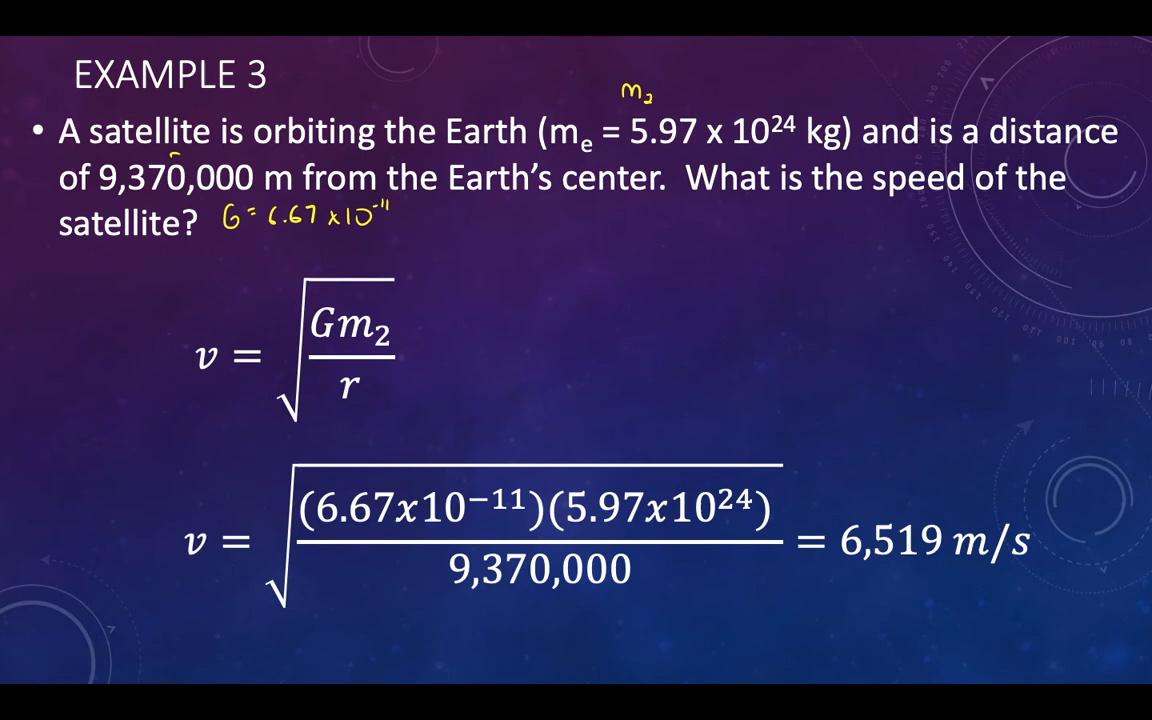 EXAMPLE 3
m₂
• A satellite is orbiting the Earth (mₑ = 5.97 x 10²⁴ kg) and is a distance
r
of 9,370,000 m from the Earth’s center. What is the speed of the
satellite? G = 6.67 x10⁻¹¹
v = √(Gm₂/r)
v = √((6.67x10⁻¹¹)(5.97x10²⁴)/9,370,000) = 6,519 m/s